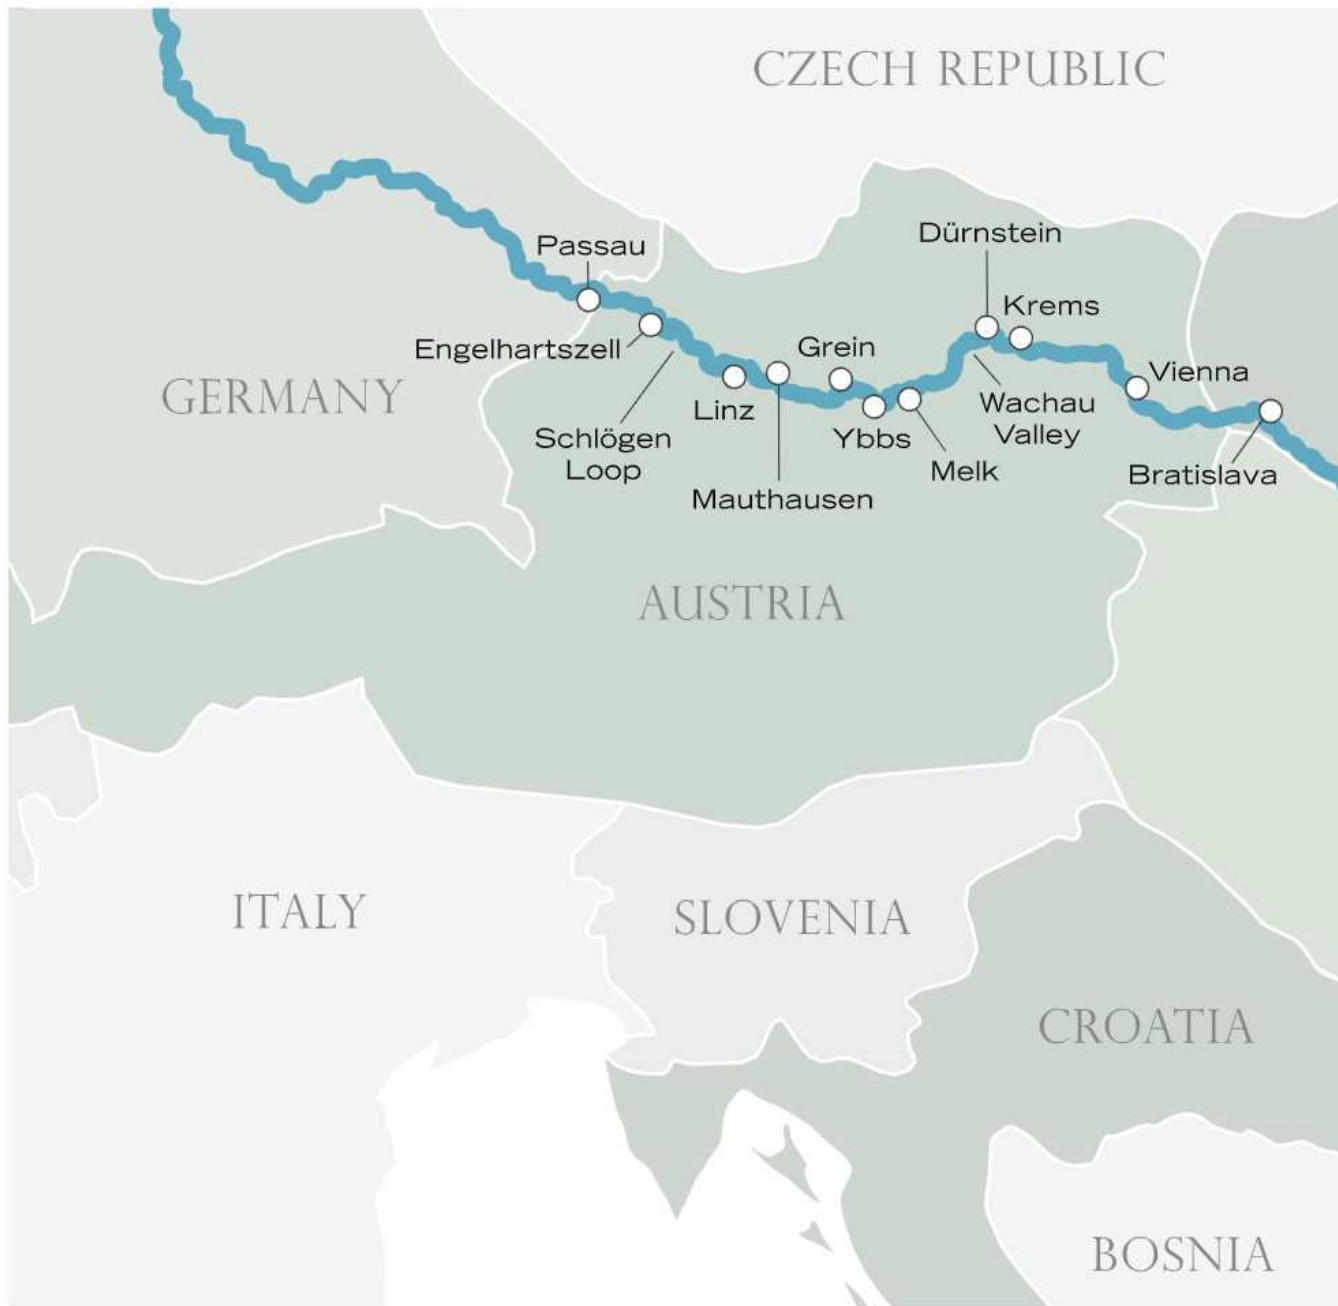 CZECH REPUBLIC
Dürnstein
Passau
Krems
Engelhartszell
Grein
Vienna
GERMANY
Linz
Wachau
Valley
Schlögen
Loop
Ybbs
Melk
Bratislava
Mauthausen
AUSTRIA
ITALY
SLOVENIA
CROATIA
BOSNIA